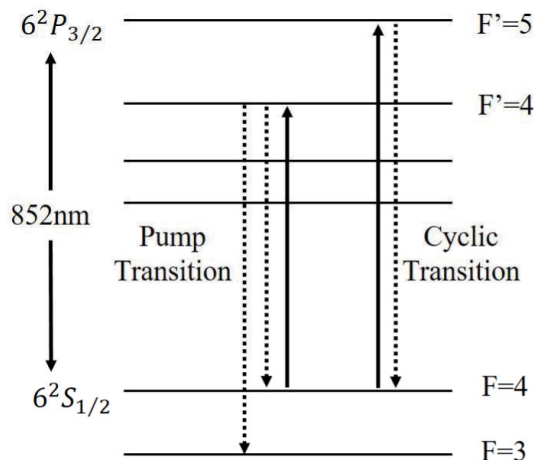 6²P₃/₂
F'=5
F'=4
852nm
Pump
Transition
Cyclic
Transition
6²S₁/₂
F=4
F=3